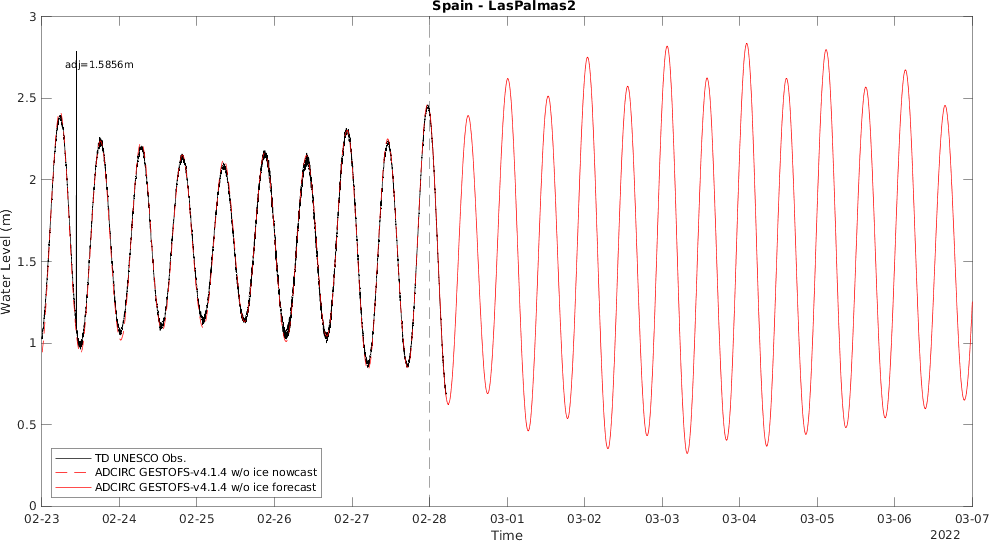 Spain - LasPalmas2
adj=1.5856m
3
2.5
2
1.5
1
0.5
0
Water Level (m)
TD UNESCO Obs.
ADCIRC GESTOFS-v4.1.4 w/o ice nowcast
ADCIRC GESTOFS-v4.1.4 w/o ice forecast
02-23 02-24 02-25 02-26 02-27 02-28 03-01 03-02 03-03 03-04 03-05 03-06 03-07
Time
2022